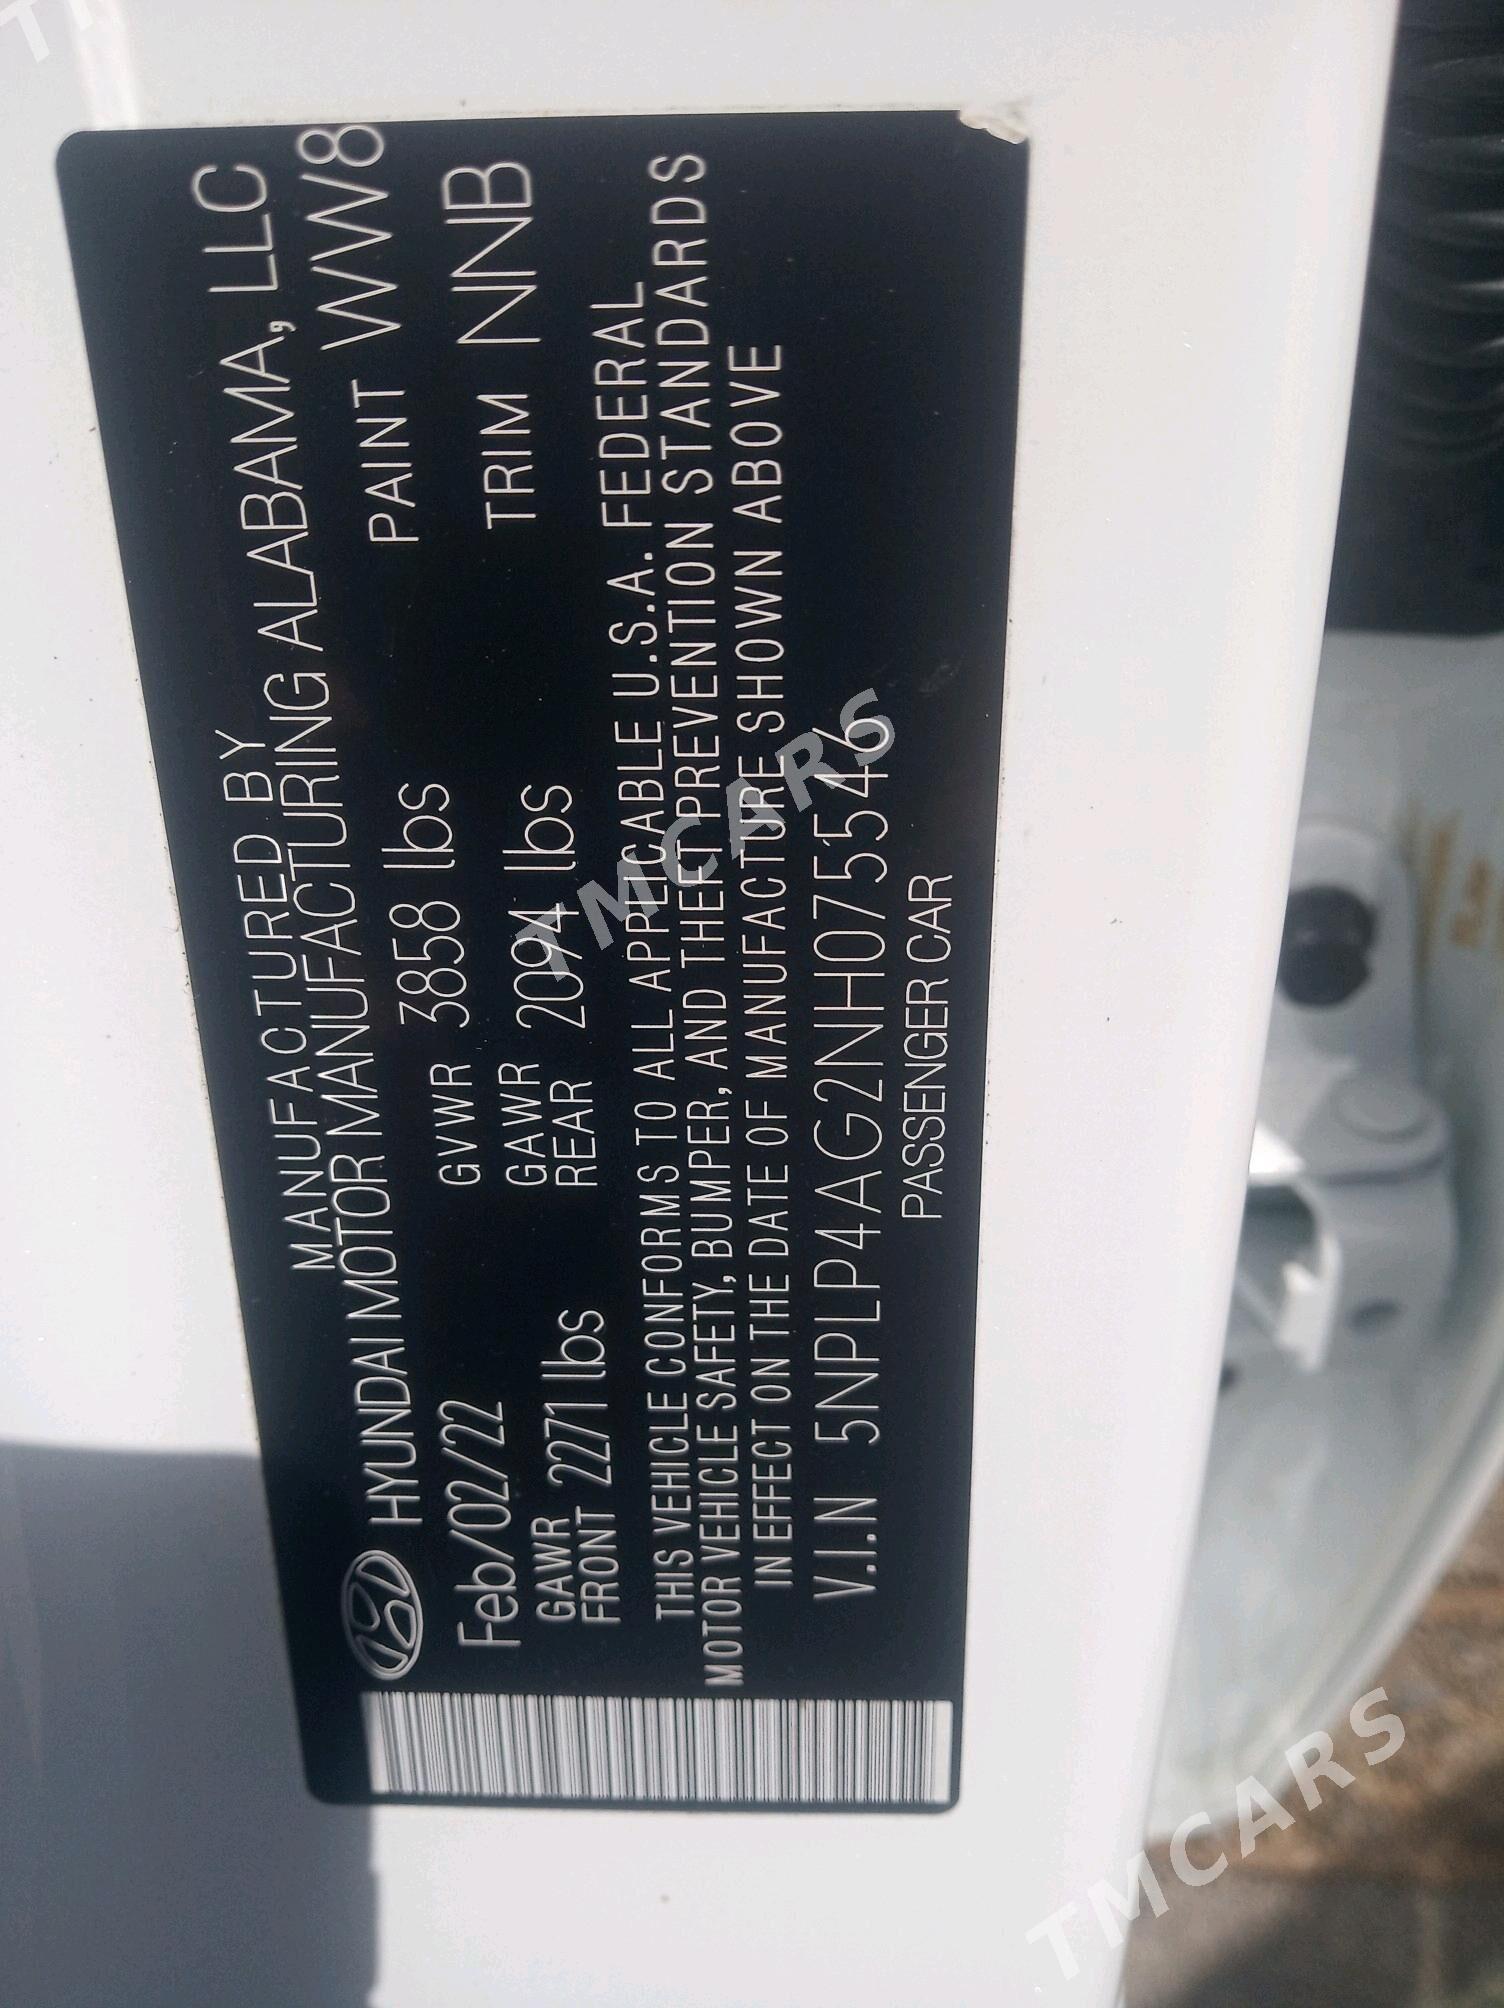 MANUFACTURED BY
HYUNDAI MOTOR MANUFACTURING ALABAMA, LLC
Feb/02/22 GVWR 3858 lbs PAINT WW8
GAWR FRONT 2271 lbs GAWR REAR 2094 lbs TRIM NNB
THIS VEHICLE CONFORMS TO ALL APPLICABLE U.S.A. FEDERAL
MOTOR VEHICLE SAFETY, BUMPER, AND THEFT PREVENTION STANDARDS
IN EFFECT ON THE DATE OF MANUFACTURE SHOWN ABOVE
V.I.N 5NPLP4AG2NH075546
PASSENGER CAR
TMCARS
TMCARS